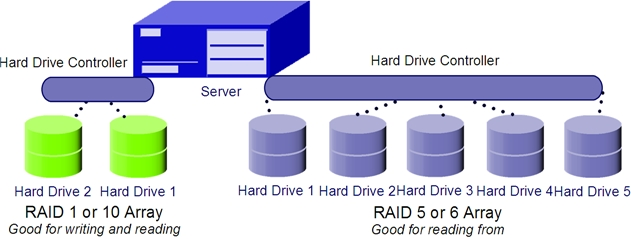 Hard Drive Controller
Server
Hard Drive Controller
Hard Drive 2 Hard Drive 1
Hard Drive 1 Hard Drive 2 Hard Drive 3 Hard Drive 4 Hard Drive 5
RAID 1 or 10 Array
Good for writing and reading
RAID 5 or 6 Array
Good for reading from